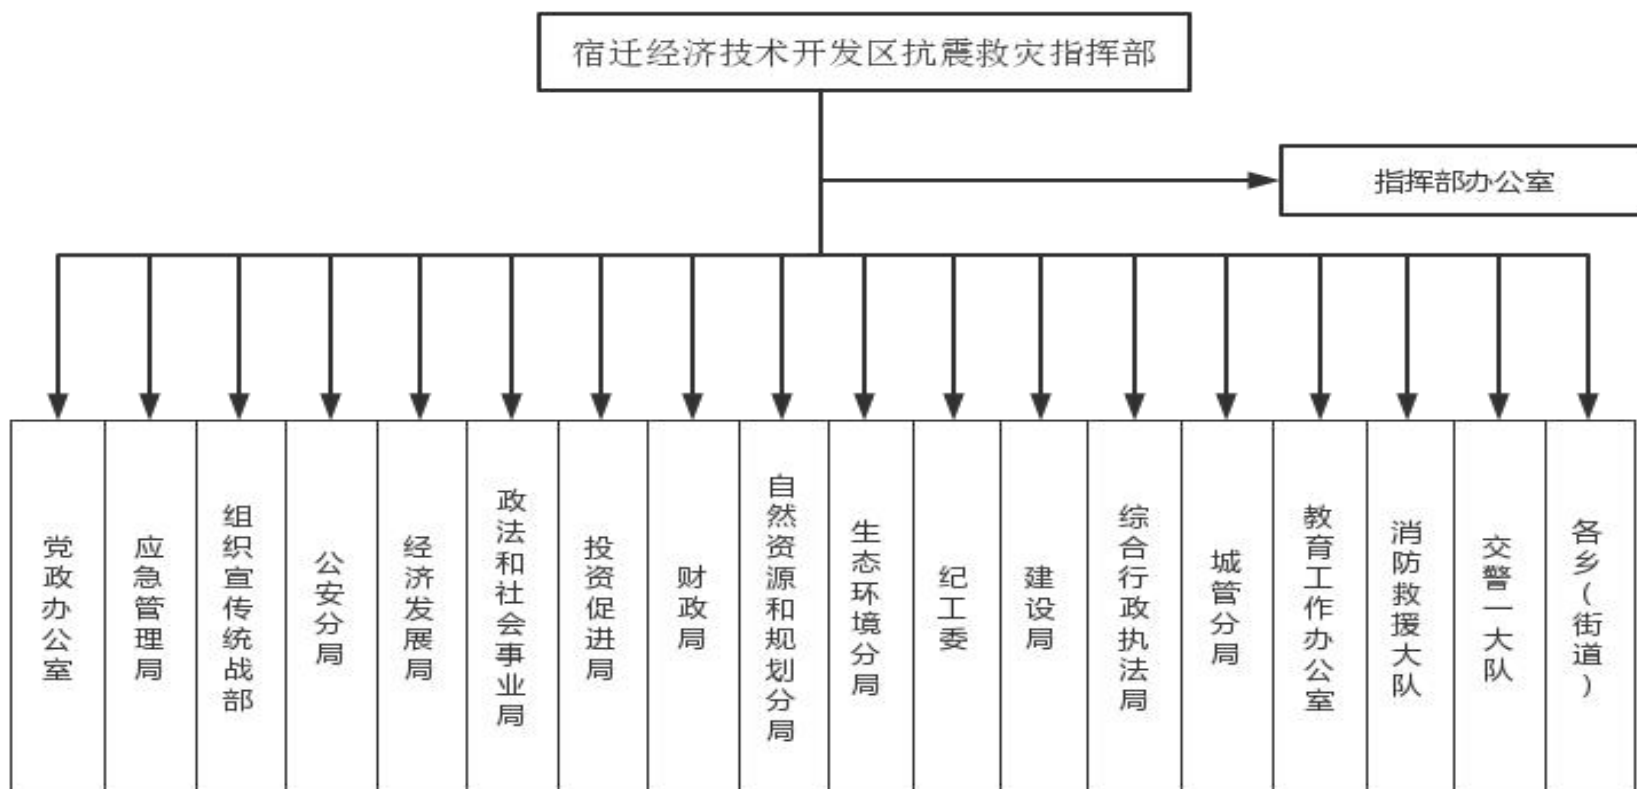 宿迁经济技术开发区抗震救灾指挥部
指挥部办公室
党政办公室
应急管理局
组织宣传统战部
公安分局
经济发展局
政法和社会事业局
投资促进局
财政局
自然资源和规划分局
生态环境分局
纪工委
建设局
综合行政执法局
城管分局
教育工作办公室
消防救援大队
交警一大队
各乡(街道)